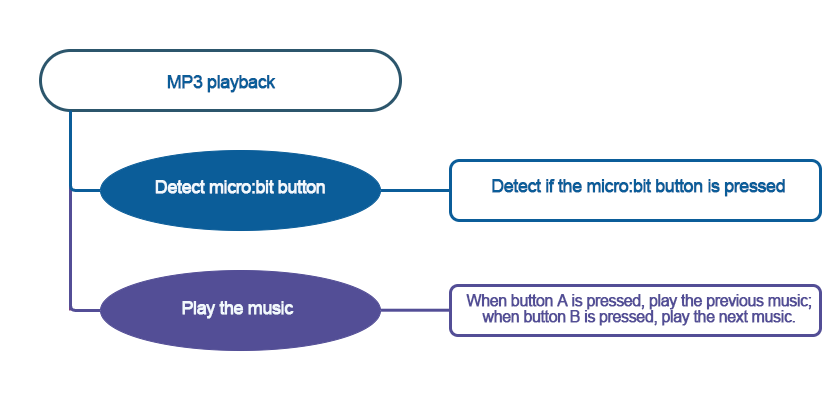 MP3 playback
Detect micro:bit button
Detect if the micro:bit button is pressed
Play the music
When button A is pressed, play the previous music;
when button B is pressed, play the next music.